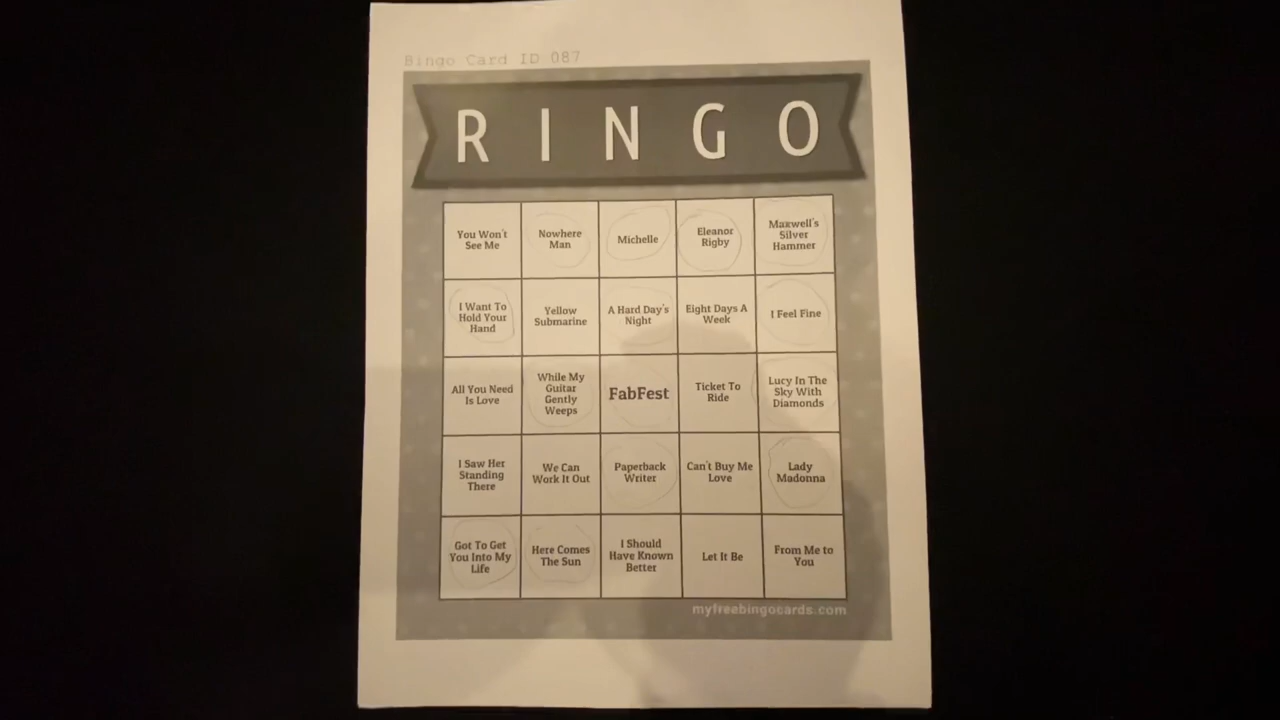 Bingo Card ID 087
R I N G O
You Won't
See Me
Nowhere
Man
Michelle
Eleanor
Rigby
Maxwell's
Silver
Hammer
I Want To
Hold Your
Hand
Yellow
Submarine
A Hard Day's
Night
Eight Days A
Week
I Feel Fine
All You Need
Is Love
While My
Guitar
Gently
Weeps
FabFest
Ticket To
Ride
Lucy In The
Sky With
Diamonds
I Saw Her
Standing
There
We Can
Work It Out
Paperback
Writer
Can't Buy Me
Love
Lady
Madonna
Got To Get
You Into My
Life
Here Comes
The Sun
I Should
Have Known
Better
Let It Be
From Me to
You
myfreebingocards.com